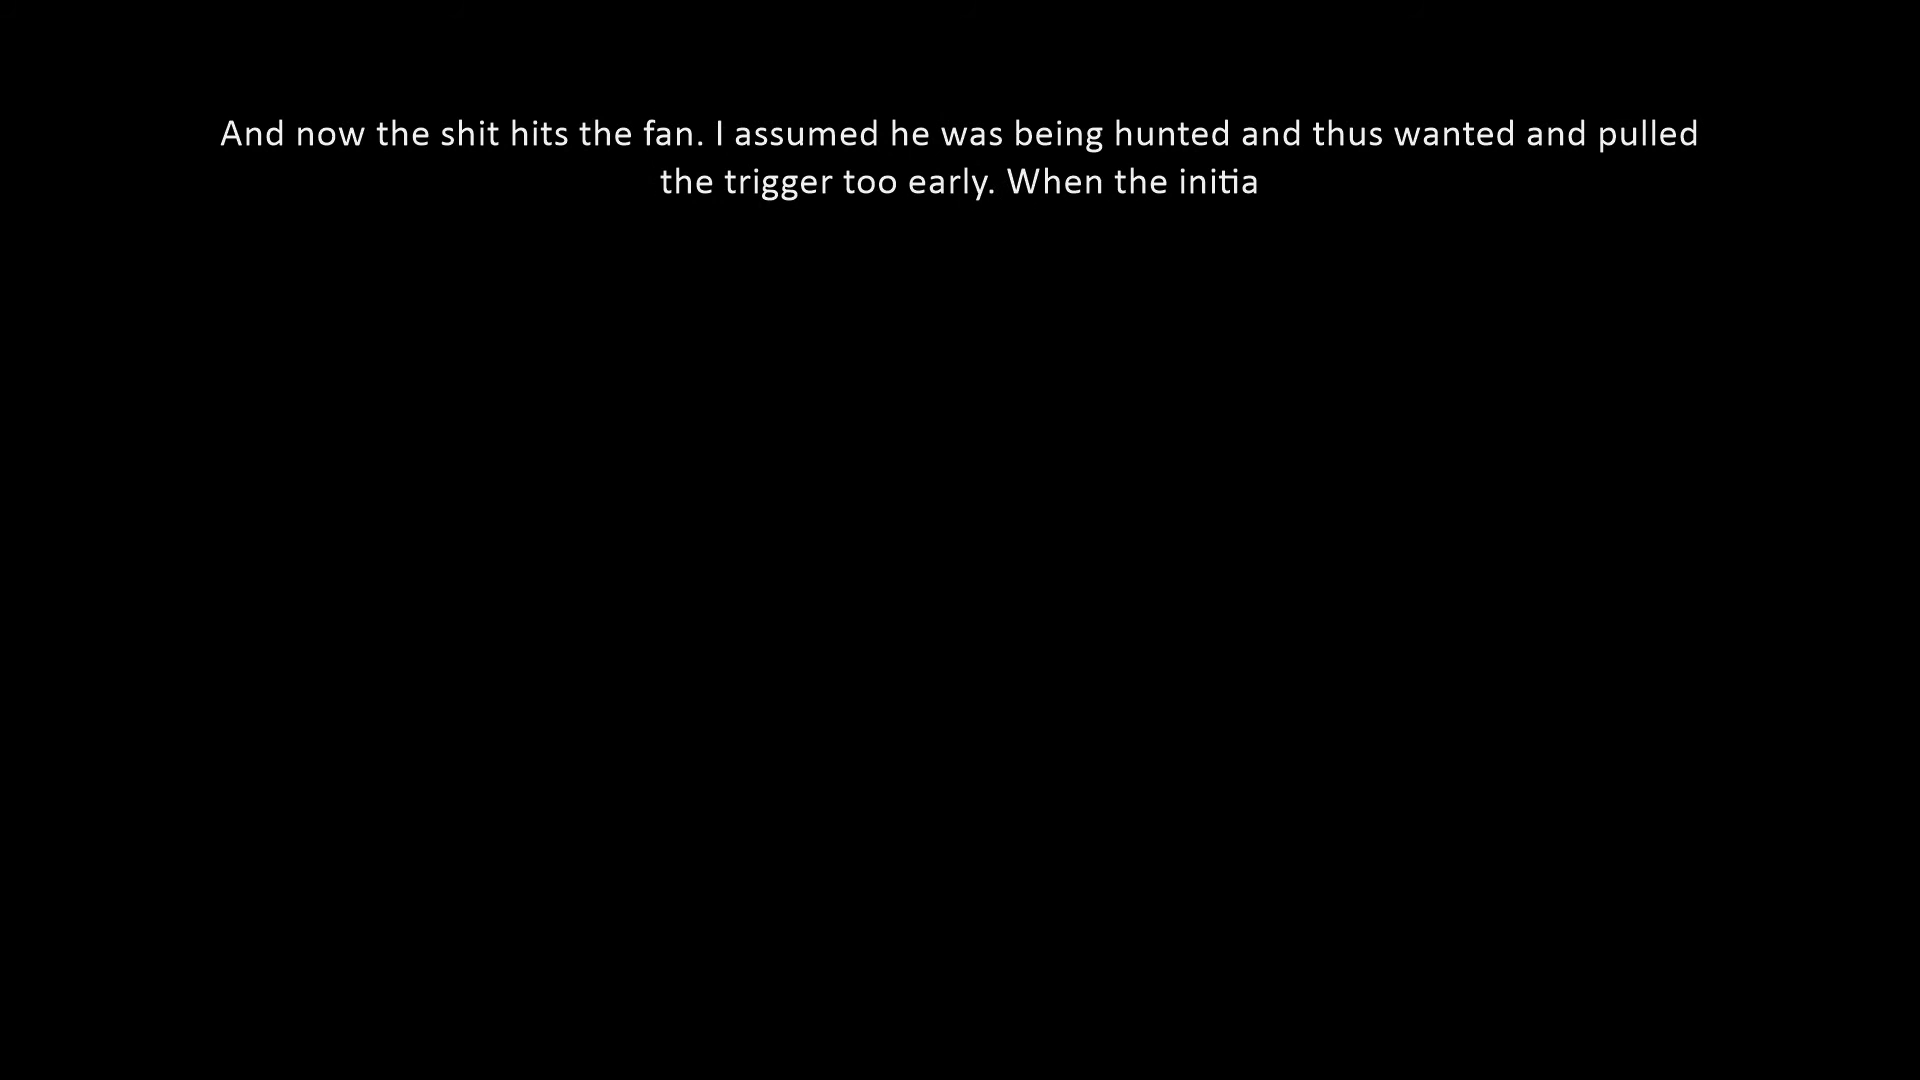 And now the shit hits the fan. I assumed he was being hunted and thus wanted and pulled
the trigger too early. When the initia